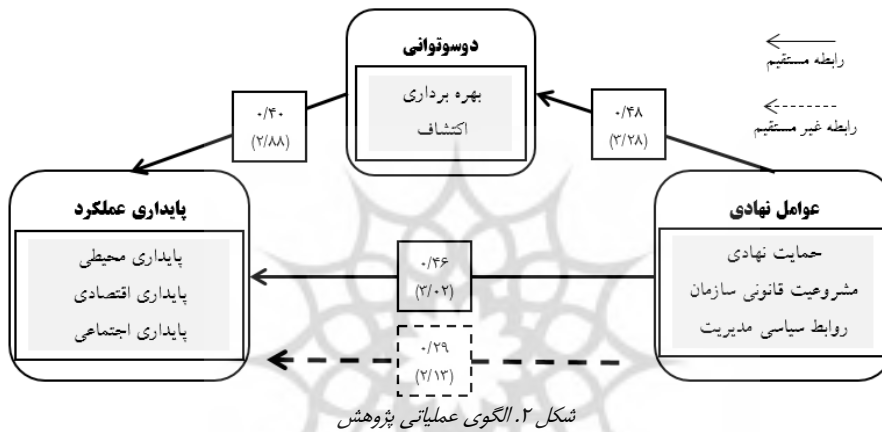 دوسوتوانی
بهره برداری
اکتشاف
رابطه مستقیم
رابطه غیر مستقیم
۰/۴۸
(۳/۲۸)
۰/۴۰
(۲/۸۸)
عوامل نهادی
حمایت نهادی
مشروعیت قانونی سازمان
روابط سیاسی مدیریت
پایداری عملکرد
پایداری محیطی
پایداری اقتصادی
پایداری اجتماعی
۰/۴۶
(۳/۰۲)
۰/۲۹
(۲/۱۳)
شکل ۲. الگوی عملیاتی پژوهش